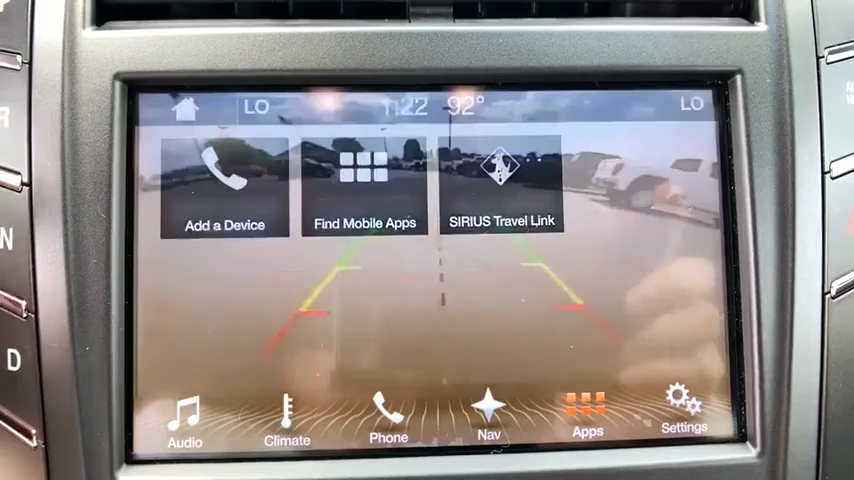 LO 1:22 92° LO
Add a Device
Find Mobile Apps
SIRIUS Travel Link
R
N
D
Audio
Climate
Phone
Nav
Apps
Settings